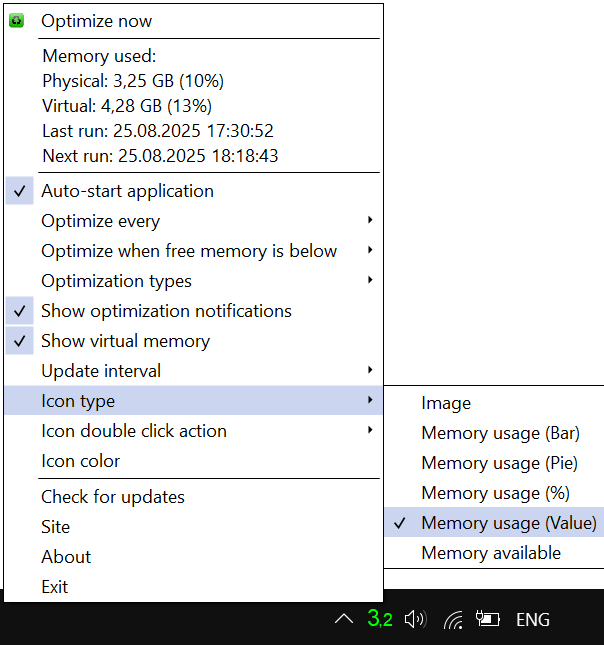 Optimize now
Memory used:
Physical: 3,25 GB (10%)
Virtual: 4,28 GB (13%)
Last run: 25.08.2025 17:30:52
Next run: 25.08.2025 18:18:43
Auto-start application
Optimize every
Optimize when free memory is below
Optimization types
Show optimization notifications
Show virtual memory
Update interval
Icon type
Icon double click action
Icon color
Check for updates
Site
About
Exit
Image
Memory usage (Bar)
Memory usage (Pie)
Memory usage (%)
Memory usage (Value)
Memory available
3,2 ENG